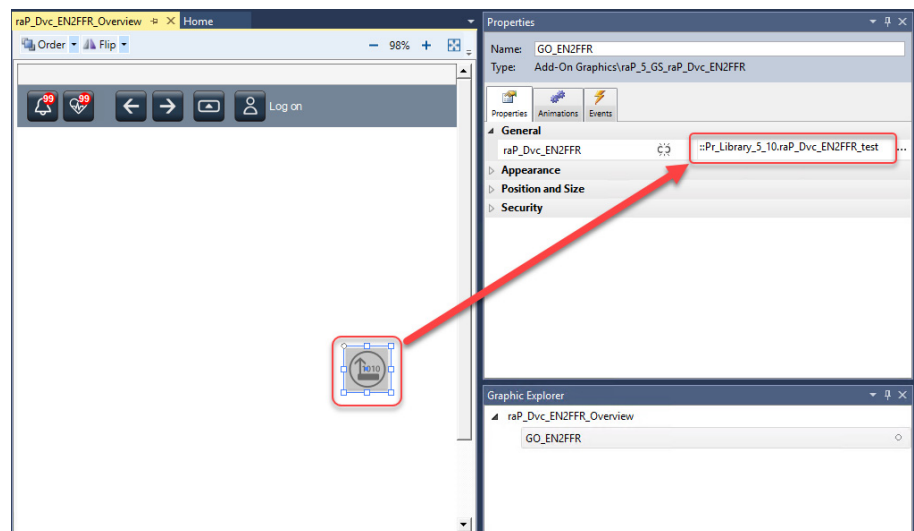 raP_Dvc_EN2FFR_Overview Home
Order Flip − 98% +
99 99 Log on
1010
Properties
Name: GO_EN2FFR
Type: Add-On Graphics\raP_5_GS_raP_Dvc_EN2FFR
Properties Animations Events
General
raP_Dvc_EN2FFR ::Pr_Library_5_10.raP_Dvc_EN2FFR_test ...
Appearance
Position and Size
Security
Graphic Explorer
raP_Dvc_EN2FFR_Overview
GO_EN2FFR